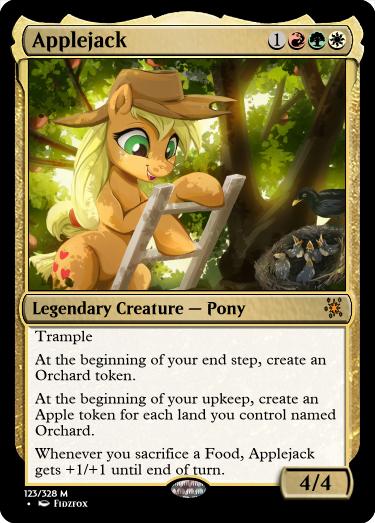 Applejack 1
Legendary Creature — Pony
Trample
At the beginning of your end step, create an
Orchard token.
At the beginning of your upkeep, create an
Apple token for each land you control named
Orchard.
Whenever you sacrifice a Food, Applejack
gets +1/+1 until end of turn.
4/4
123/328 M
• Fidzfox